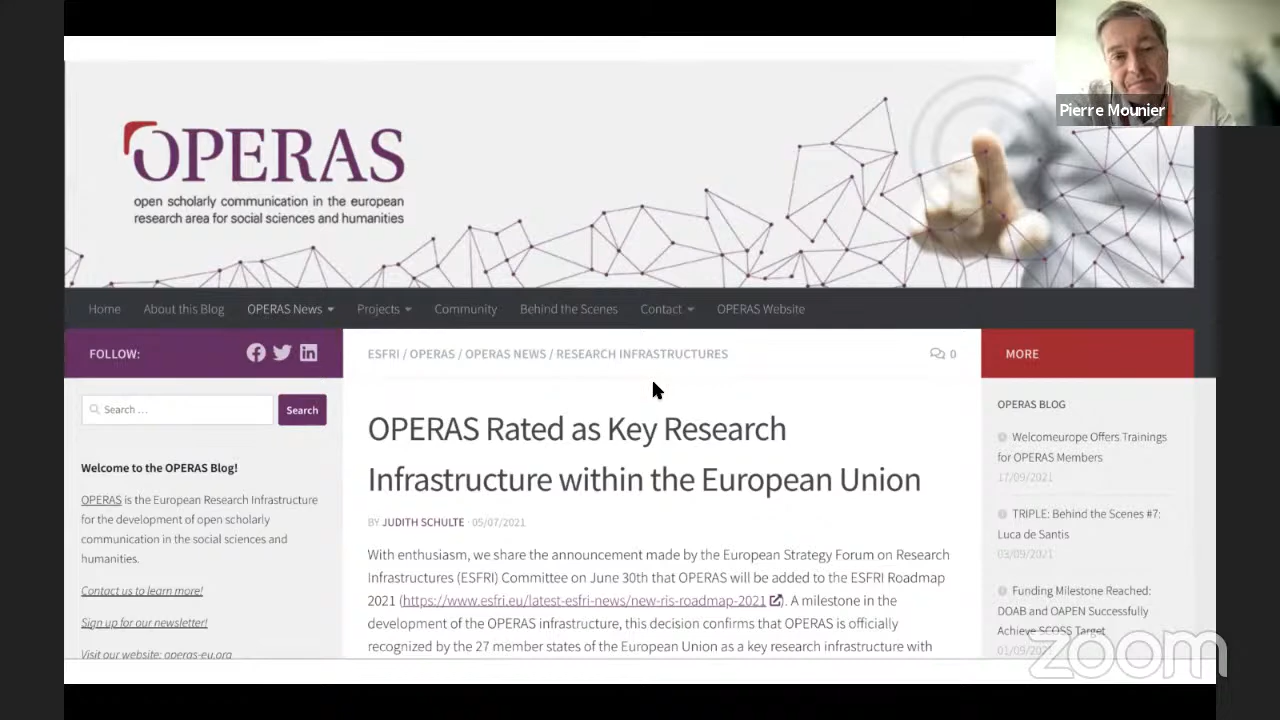 Pierre Mounier
OPERAS
open scholarly communication in the european
research area for social sciences and humanities
Home About this Blog OPERAS News Projects Community Behind the Scenes Contact OPERAS Website
FOLLOW:
Search ...
Search
Welcome to the OPERAS Blog!
OPERAS is the European Research Infrastructure
for the development of open scholarly
communication in the social sciences and
humanities.
Contact us to learn more!
Sign up for our newsletter!
Visit our website: operas-eu.org
ESFRI / OPERAS / OPERAS NEWS / RESEARCH INFRASTRUCTURES
0
OPERAS Rated as Key Research
Infrastructure within the European Union
BY JUDITH SCHULTE · 05/07/2021
With enthusiasm, we share the announcement made by the European Strategy Forum on Research
Infrastructures (ESFRI) Committee on June 30th that OPERAS will be added to the ESFRI Roadmap
2021 (https://www.esfri.eu/latest-esfri-news/new-ris-roadmap-2021). A milestone in the
development of the OPERAS infrastructure, this decision confirms that OPERAS is officially
recognized by the 27 member states of the European Union as a key research infrastructure with
MORE
OPERAS BLOG
Welcomeurope Offers Trainings
for OPERAS Members
17/09/2021
TRIPLE: Behind the Scenes #7:
Luca de Santis
03/09/2021
Funding Milestone Reached:
DOAB and OAPEN Successfully
Achieve SCOSS Target
01/09/2021
zoom